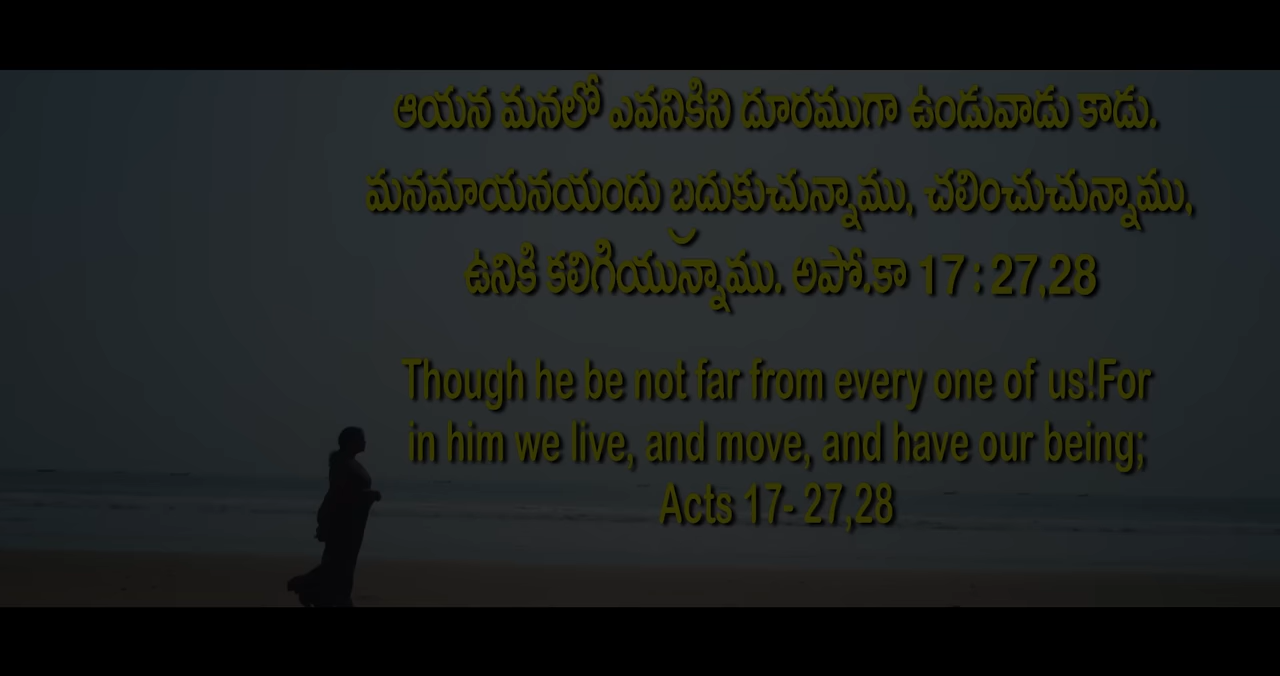 ఆయన మనలో ఎవనికిని దూరముగా ఉండువాడు కాడు.
మనమాయనయందు బ్రదుకుచున్నాము, చలించుచున్నాము,
ఉనికి కలిగియున్నాము. అపో.కా 17 : 27,28
Though he be not far from every one of us!For
in him we live, and move, and have our being;
Acts 17- 27,28